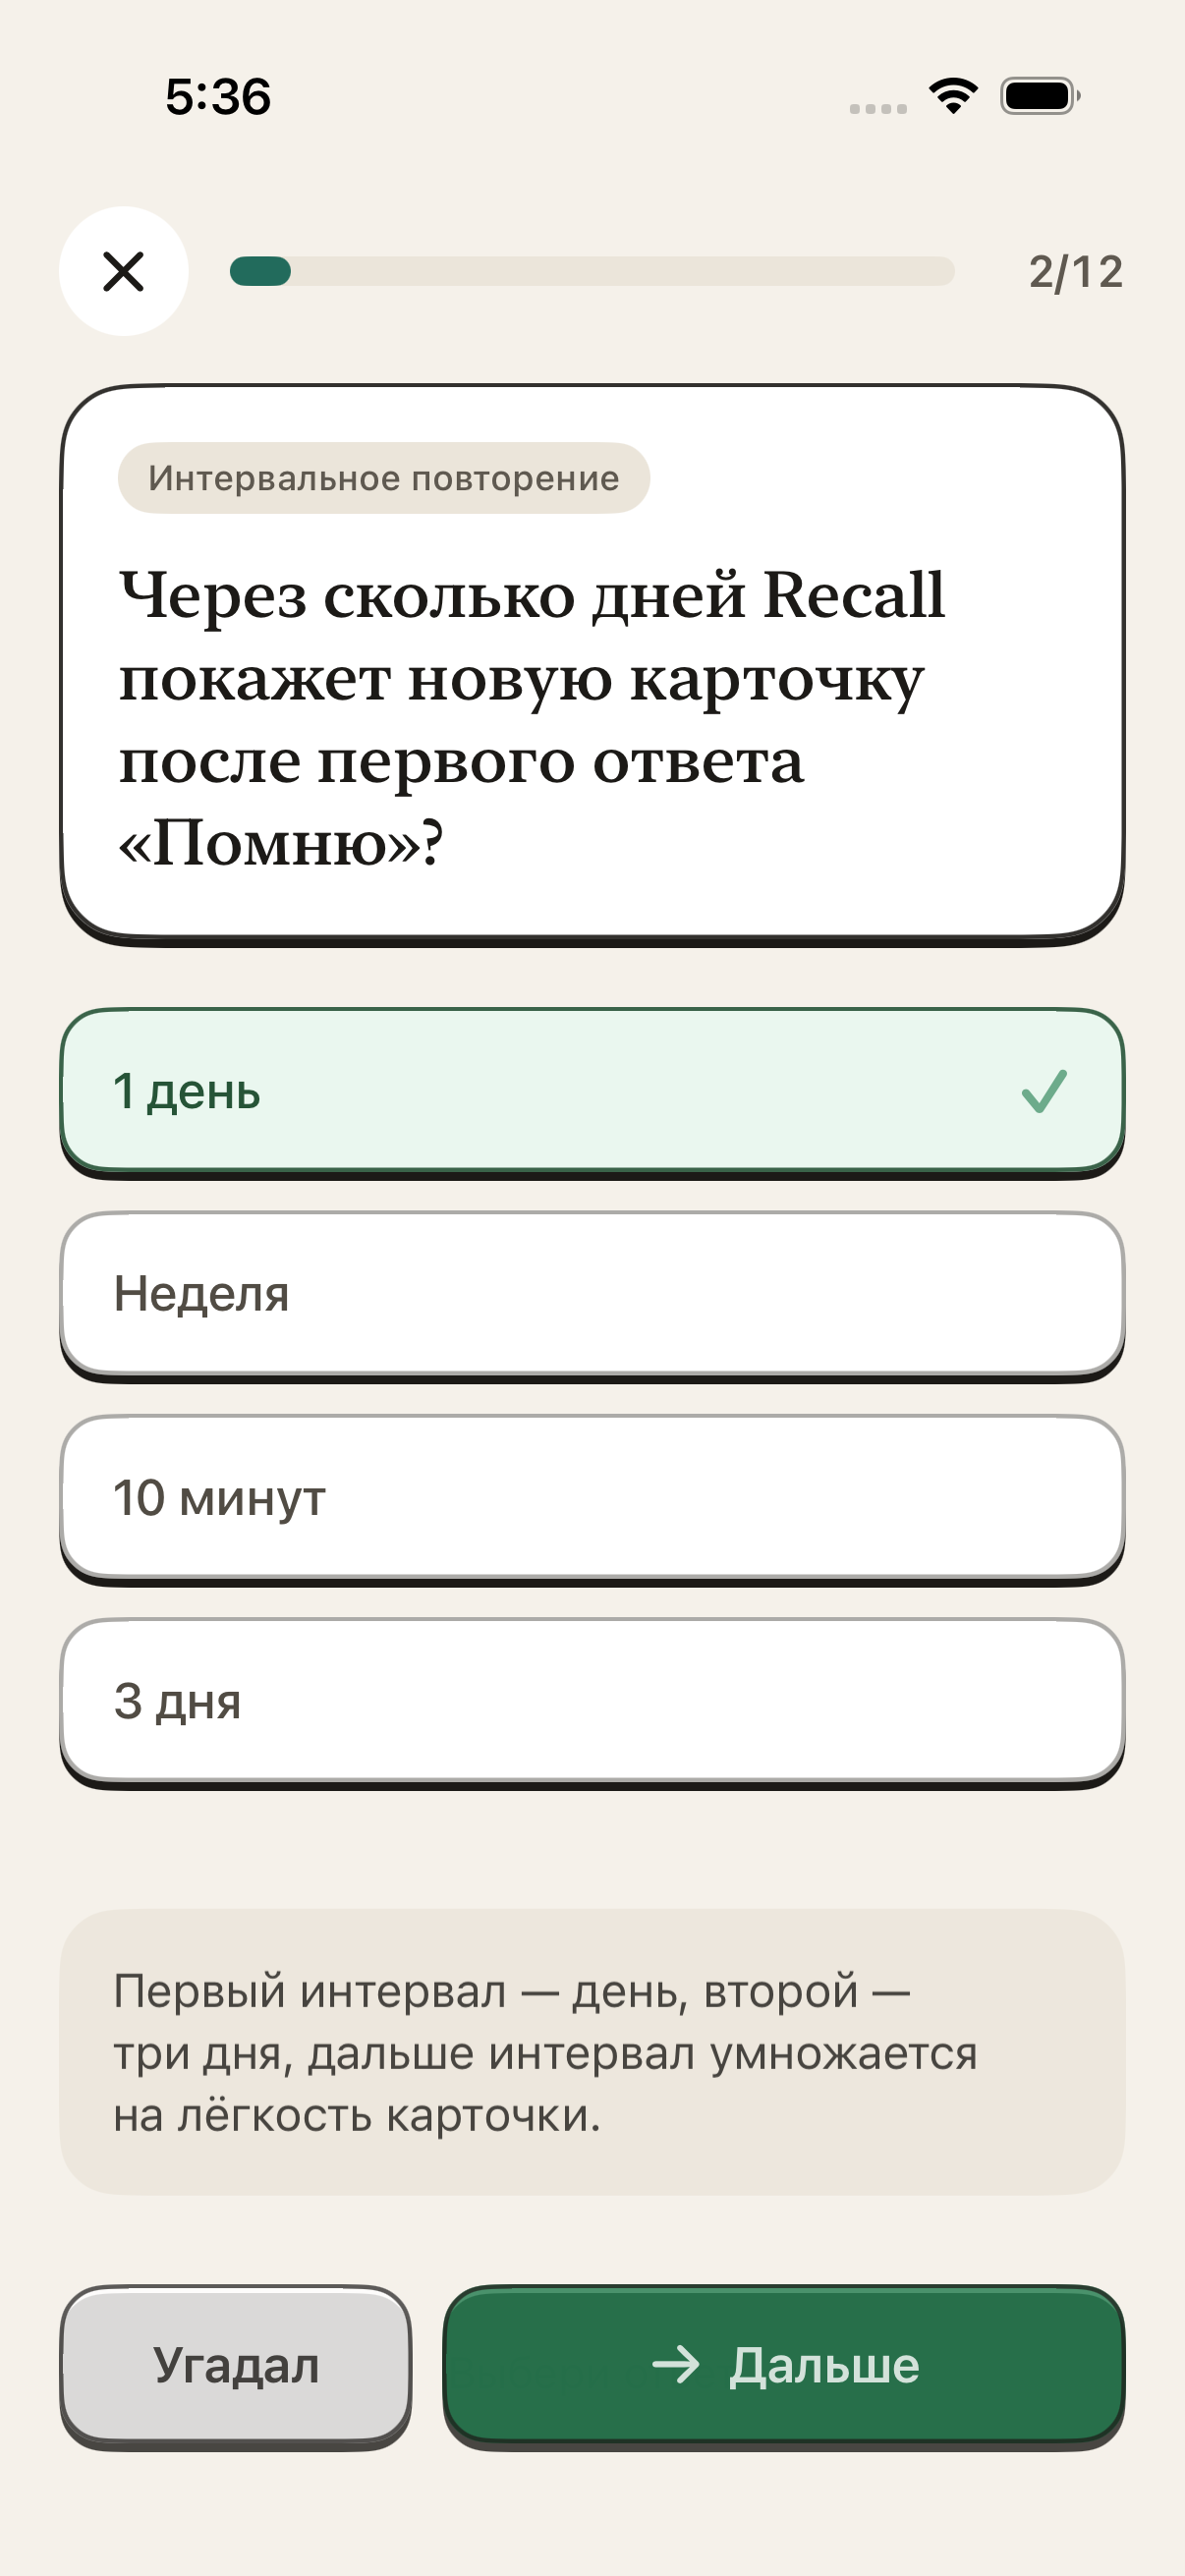 5:36
2/12
Интервальное повторение
Через сколько дней Recall
покажет новую карточку
после первого ответа
«Помню»?
1 день
Неделя
10 минут
3 дня
Первый интервал — день, второй —
три дня, дальше интервал умножается
на лёгкость карточки.
Угадал
Дальше